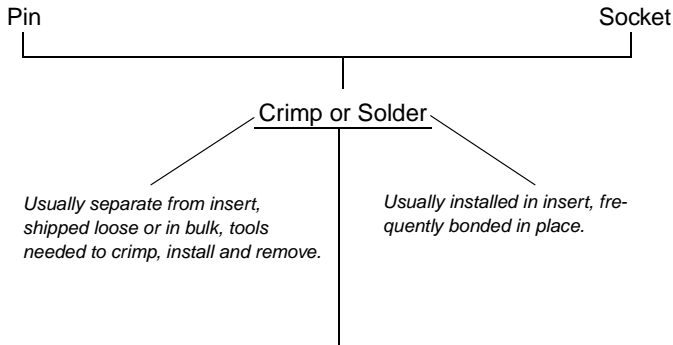 Pin
Socket
Crimp or Solder
Usually separate from insert,
shipped loose or in bulk, tools
needed to crimp, install and remove.
Usually installed in insert, fre-
quently bonded in place.